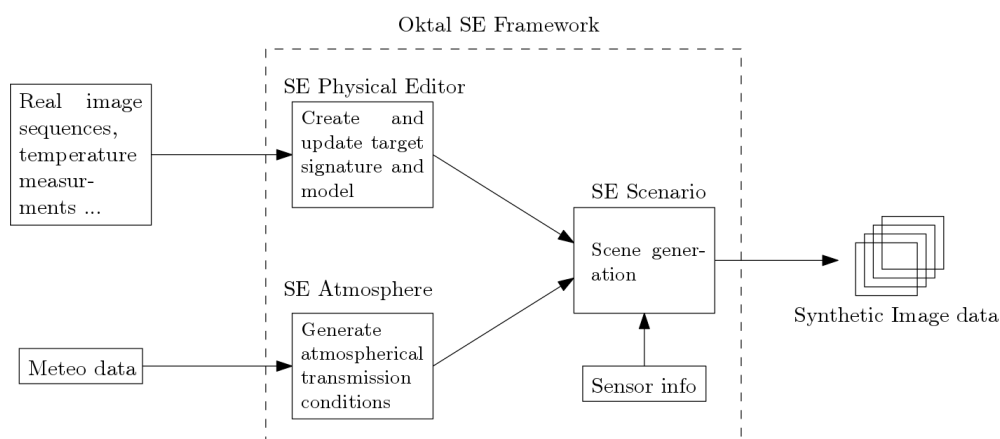 Oktal SE Framework
Real image
sequences,
temperature
measur-
ments ...
SE Physical Editor
Create and
update target
signature and
model
SE Scenario
Scene gener-
ation
SE Atmosphere
Generate
atmospherical
transmission
conditions
Meteo data
Sensor info
Synthetic Image data